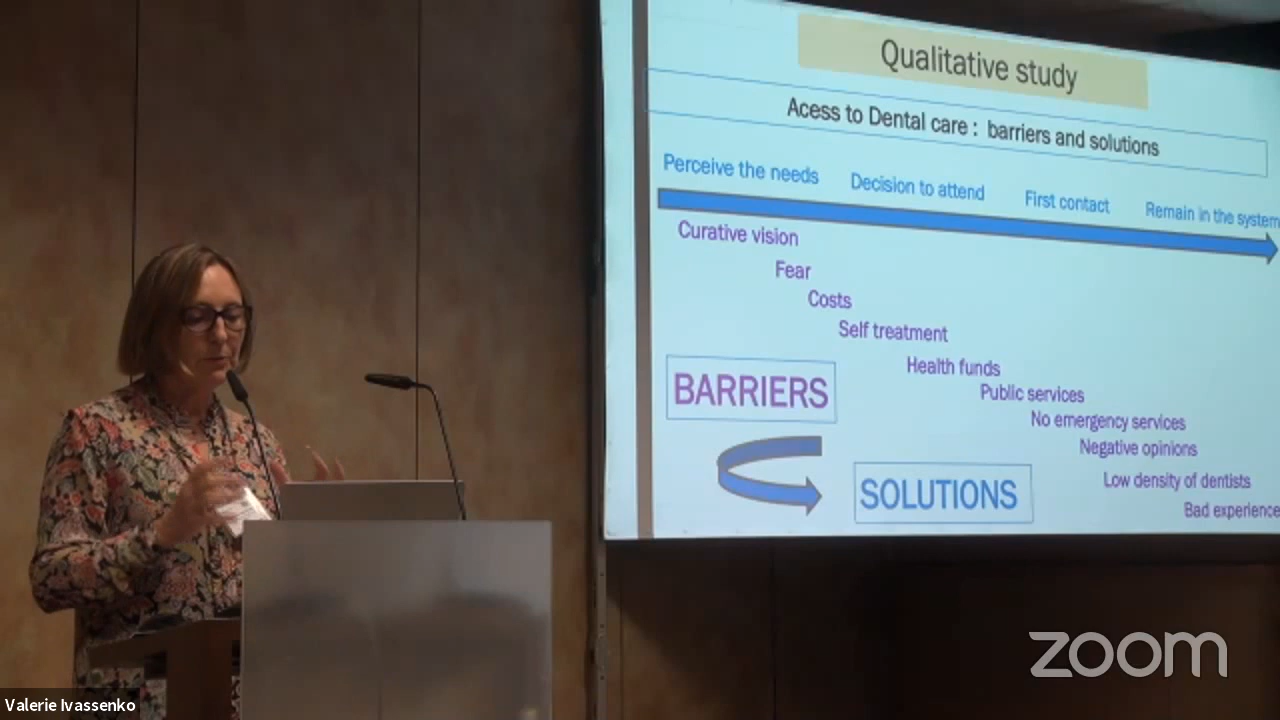 Qualitative study
Acess to Dental care : barriers and solutions
Perceive the needs
Decision to attend
First contact
Remain in the system
Curative vision
Fear
Costs
Self treatment
Health funds
Public services
No emergency services
Negative opinions
Low density of dentists
Bad experience
BARRIERS
SOLUTIONS
zoom
Valerie Ivassenko